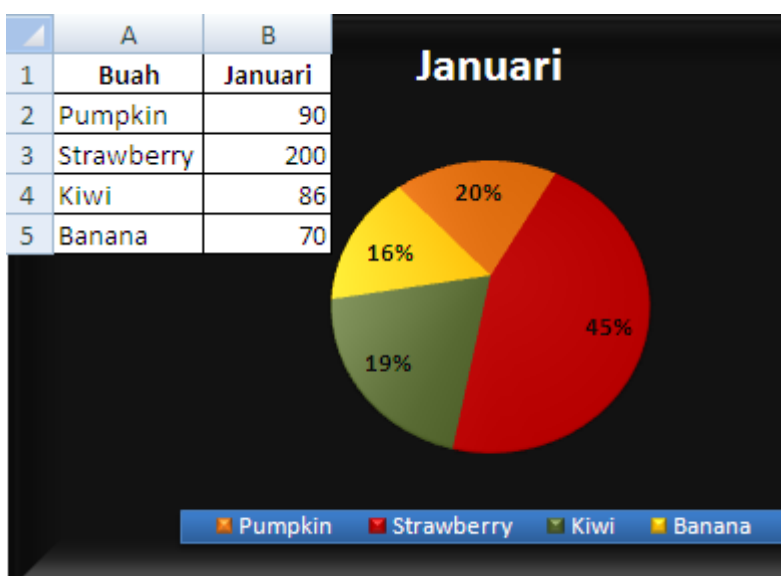 A B
1 Buah Januari
2 Pumpkin 90
3 Strawberry 200
4 Kiwi 86
5 Banana 70
Januari
20%
16%
45%
19%
Pumpkin Strawberry Kiwi Banana